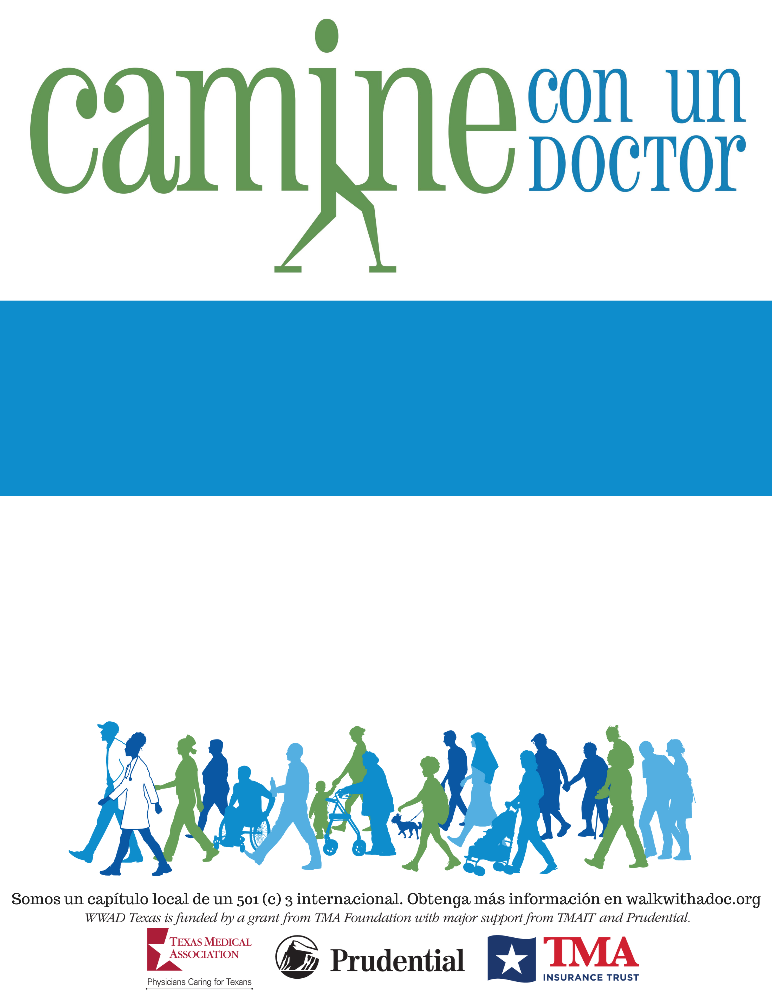 camine con un
DOCTOR
Somos un capítulo local de un 501 (c) 3 internacional. Obtenga más información en walkwithadoc.org
WWAD Texas is funded by a grant from TMA Foundation with major support from TMAIT and Prudential.
TEXAS MEDICAL
ASSOCIATION
Physicians Caring for Texans
Prudential
TMA
INSURANCE TRUST